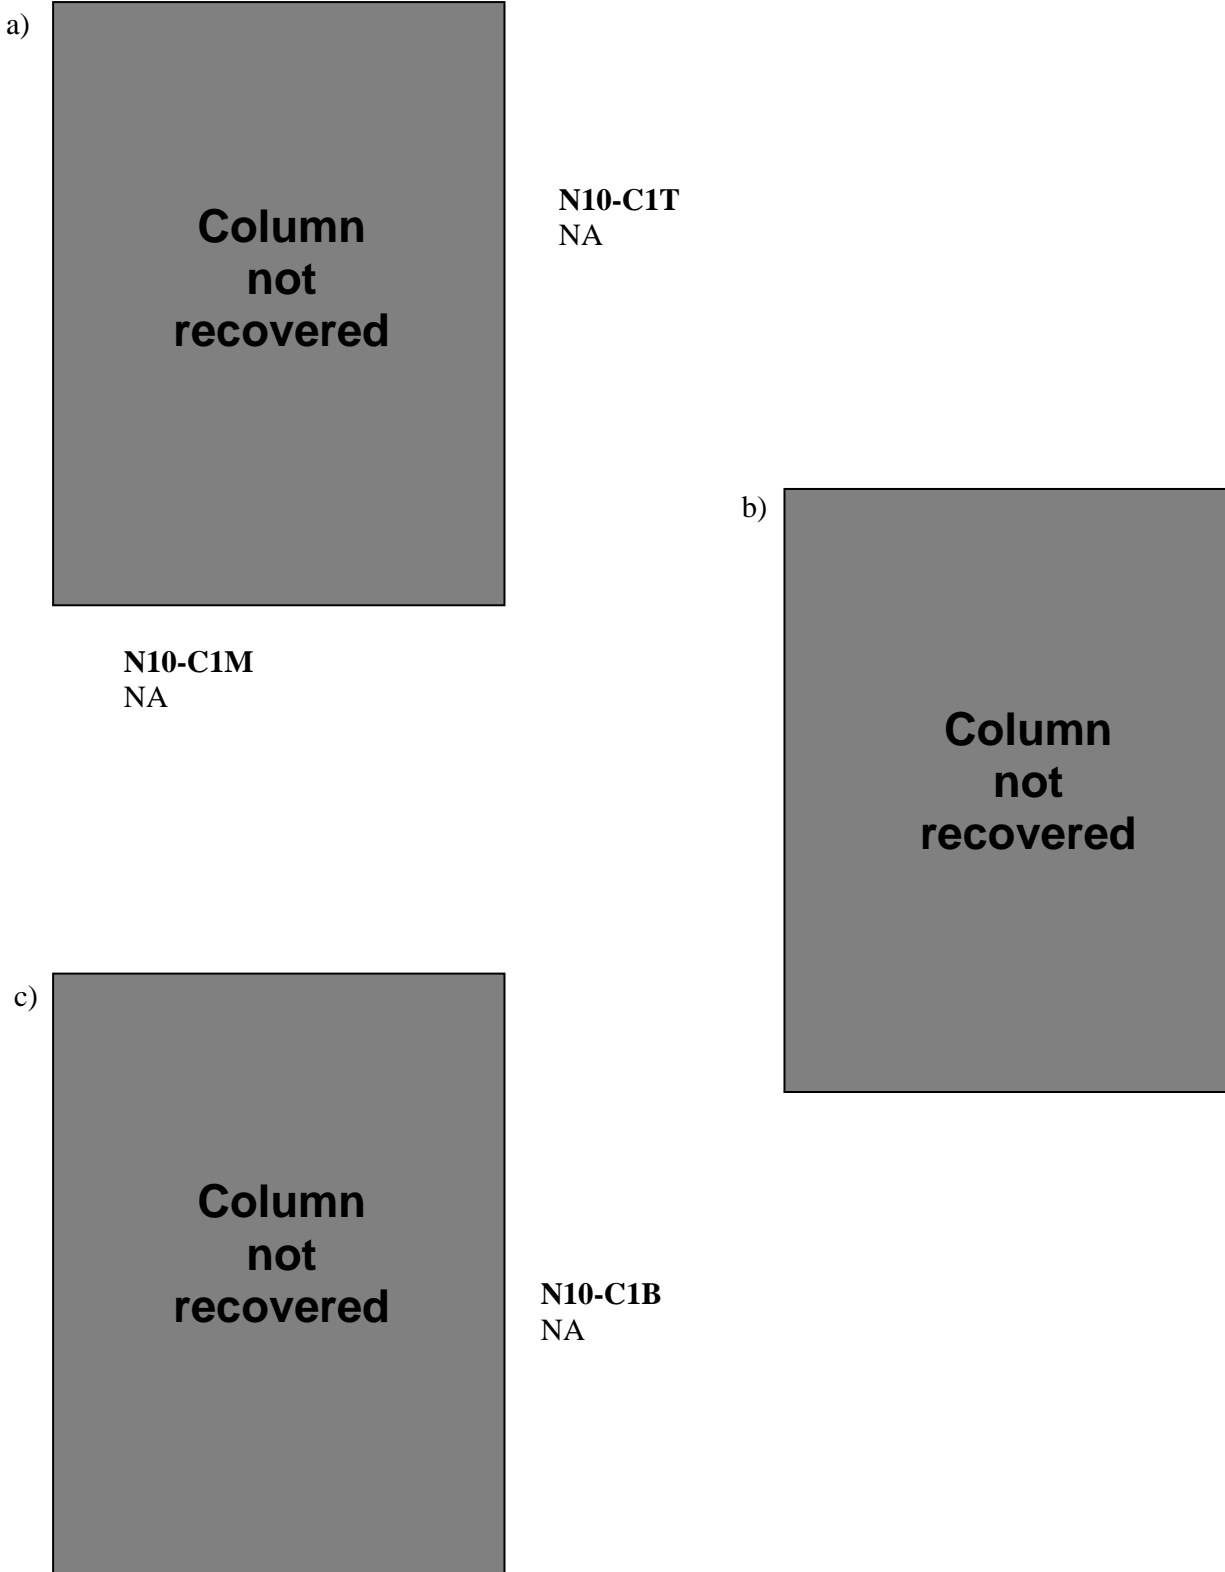 a)
Column
not
recovered
N10-C1T
NA
b)
Column
not
recovered
N10-C1M
NA
c)
Column
not
recovered
N10-C1B
NA